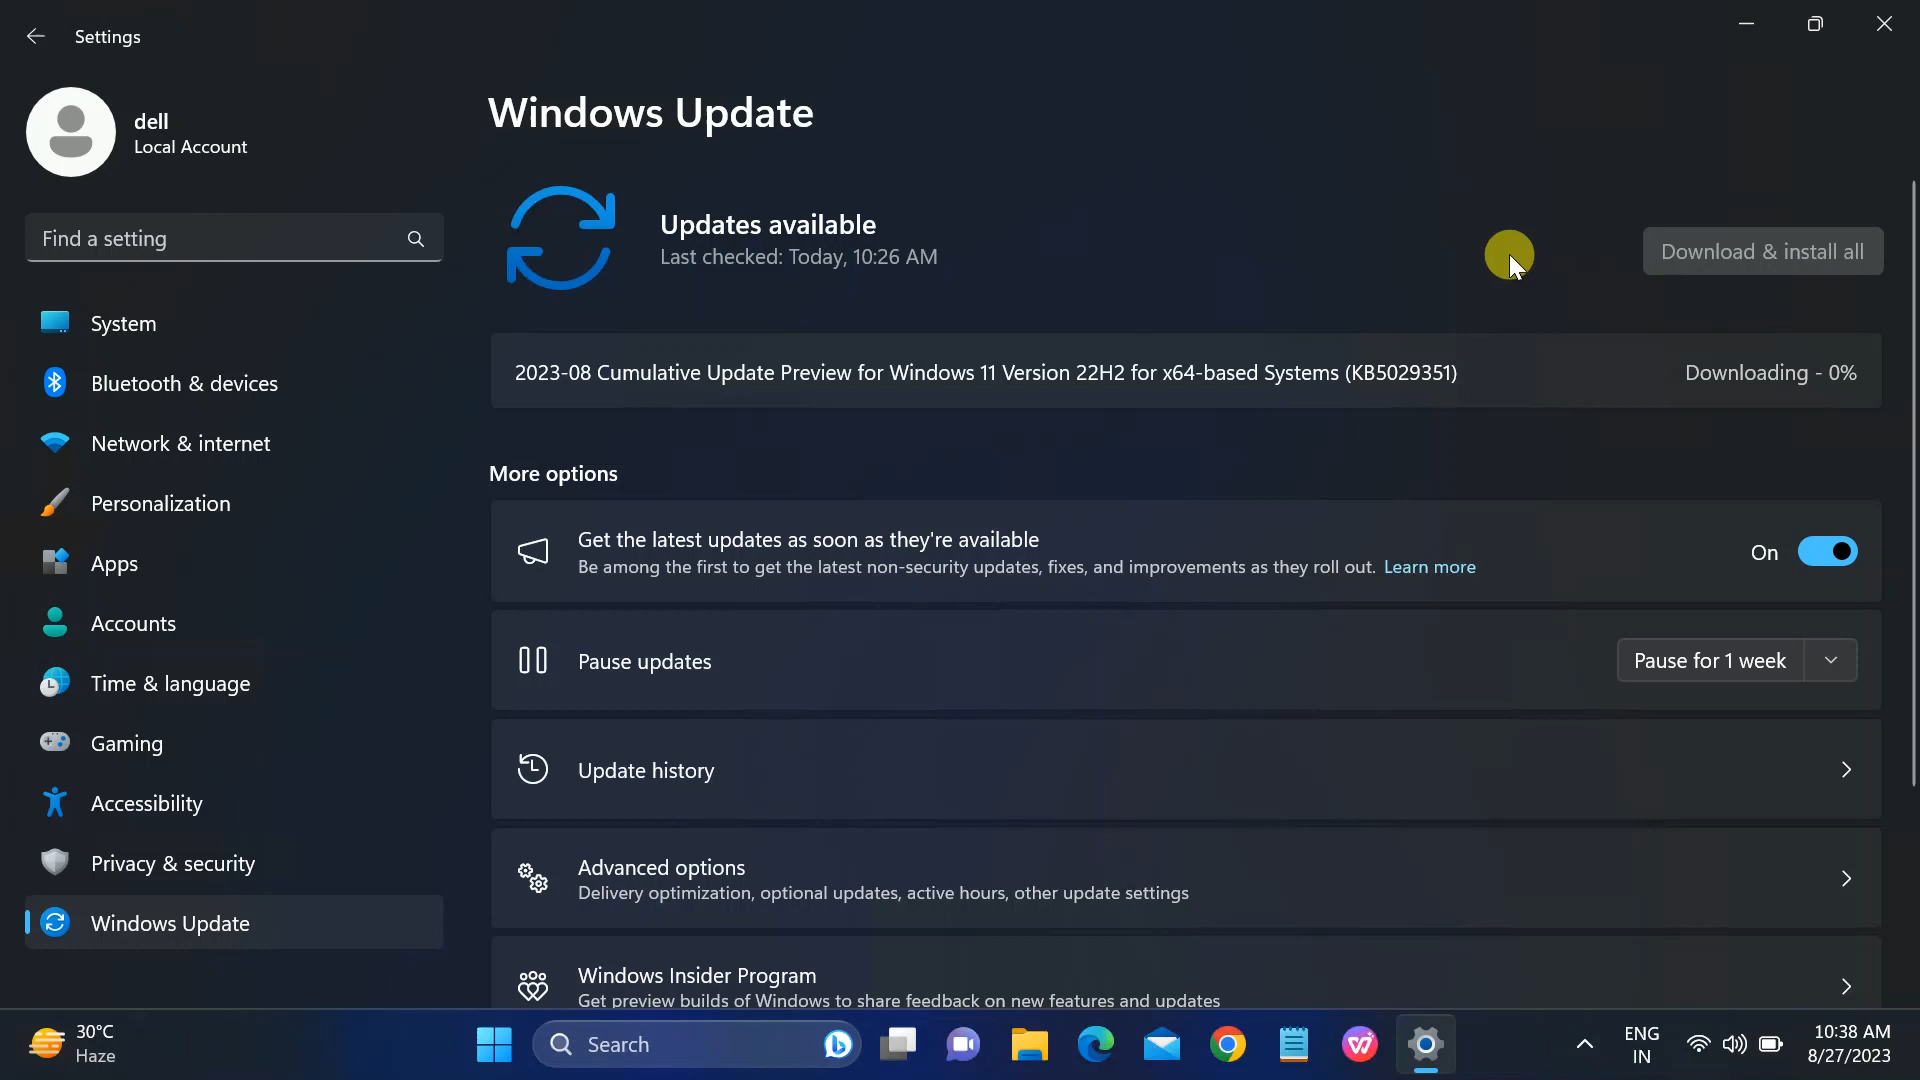 Settings
dell
Local Account
Find a setting
System
Bluetooth & devices
Network & internet
Personalization
Apps
Accounts
Time & language
Gaming
Accessibility
Privacy & security
Windows Update
Windows Update
Updates available
Last checked: Today, 10:26 AM
Download & install all
2023-08 Cumulative Update Preview for Windows 11 Version 22H2 for x64-based Systems (KB5029351)
Downloading - 0%
More options
Get the latest updates as soon as they're available
Be among the first to get the latest non-security updates, fixes, and improvements as they roll out. Learn more
On
Pause updates
Pause for 1 week
Update history
Advanced options
Delivery optimization, optional updates, active hours, other update settings
Windows Insider Program
Get preview builds of Windows to share feedback on new features and updates
30°C
Haze
Search
ENG
IN
10:38 AM
8/27/2023